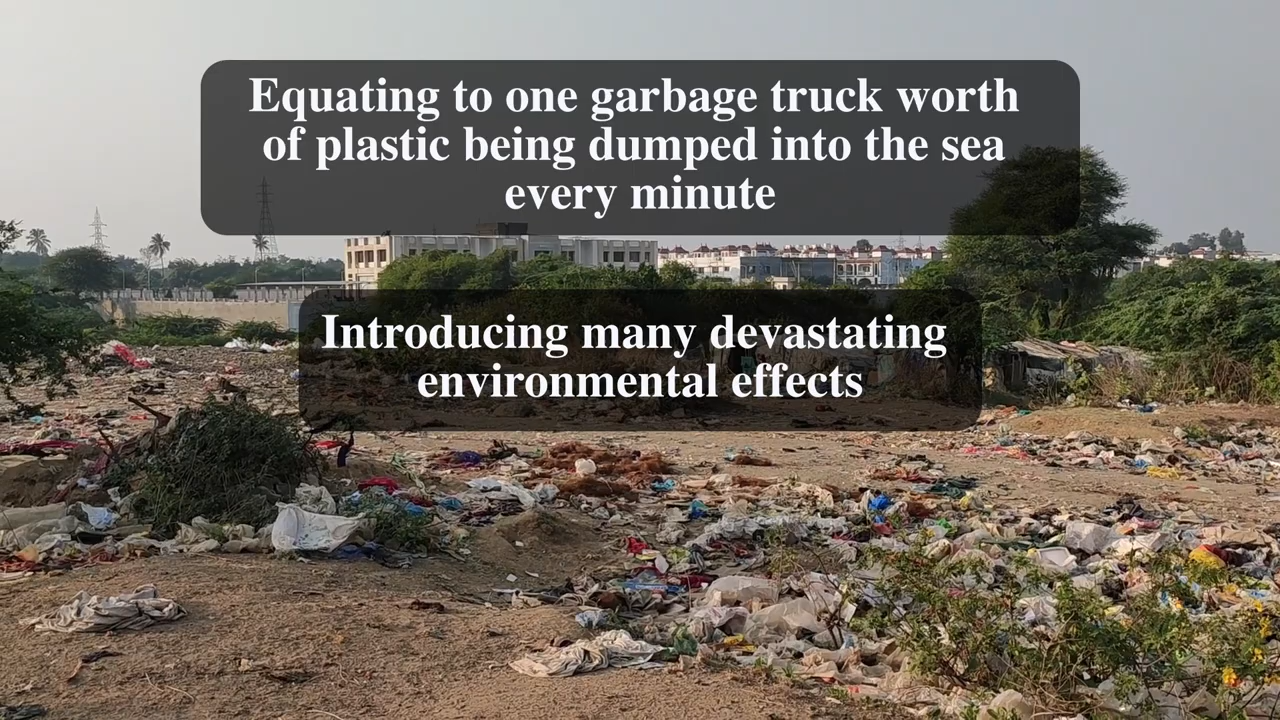 Equating to one garbage truck worth
of plastic being dumped into the sea
every minute
Introducing many devastating
environmental effects